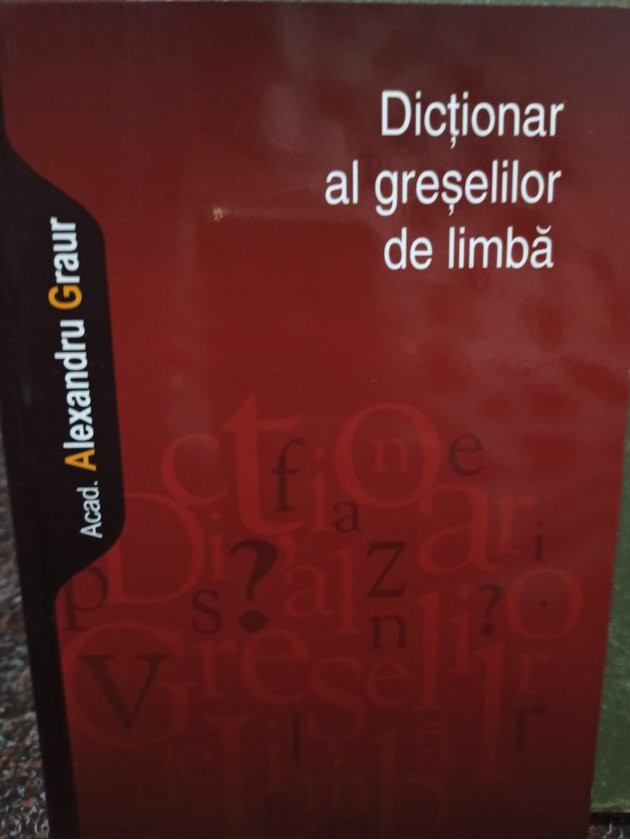 Dicționar
al greșelilor
de limbă
Acad. Alexandru Graur